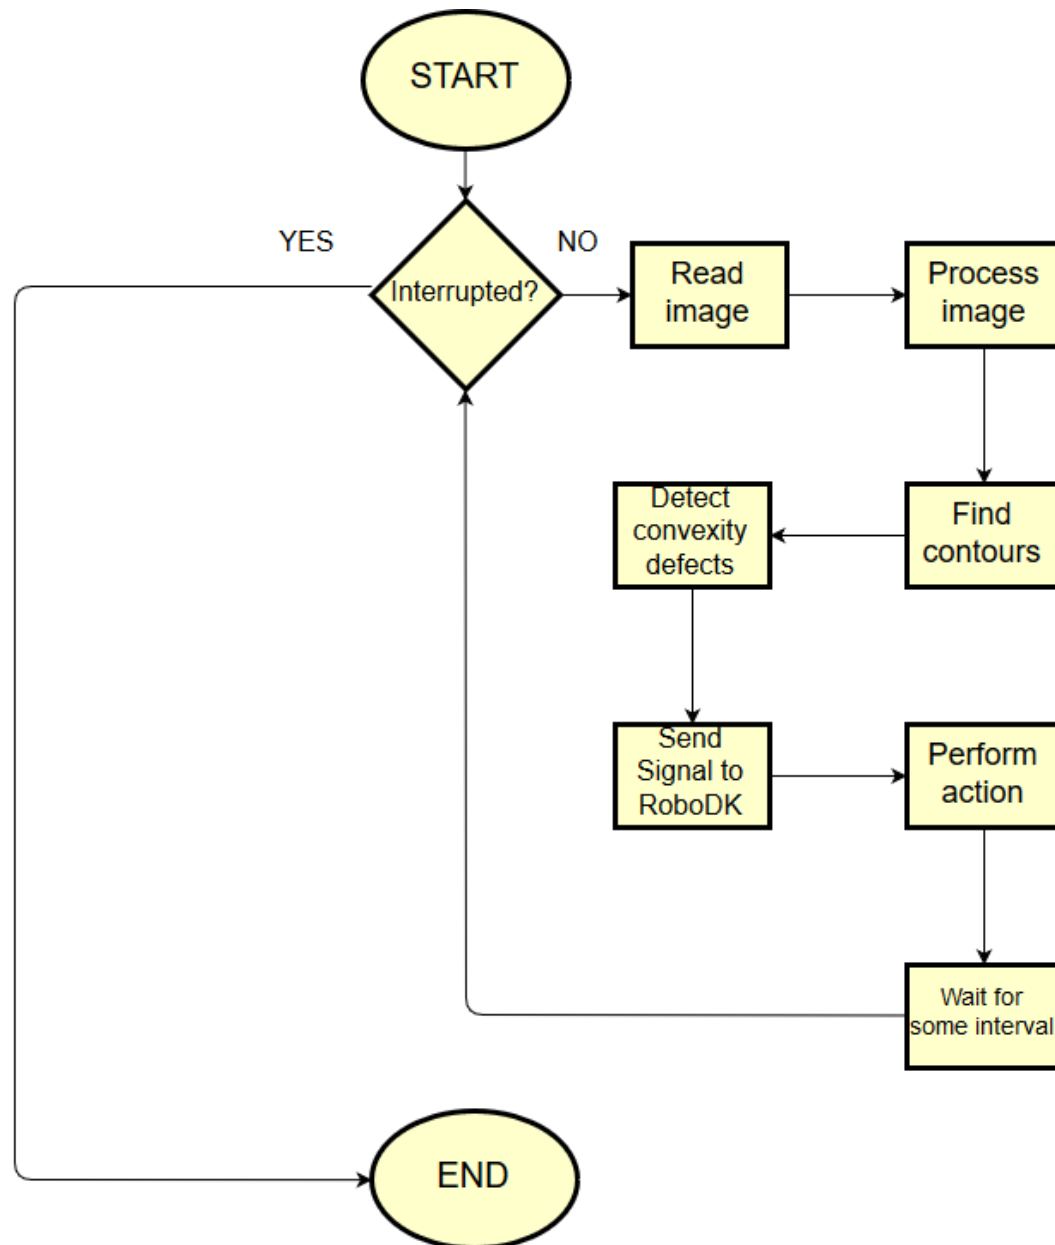 START
YES
NO
Interrupted?
Read
image
Process
image
Detect
convexity
defects
Find
contours
Send
Signal to
RoboDK
Perform
action
Wait for
some interval
END